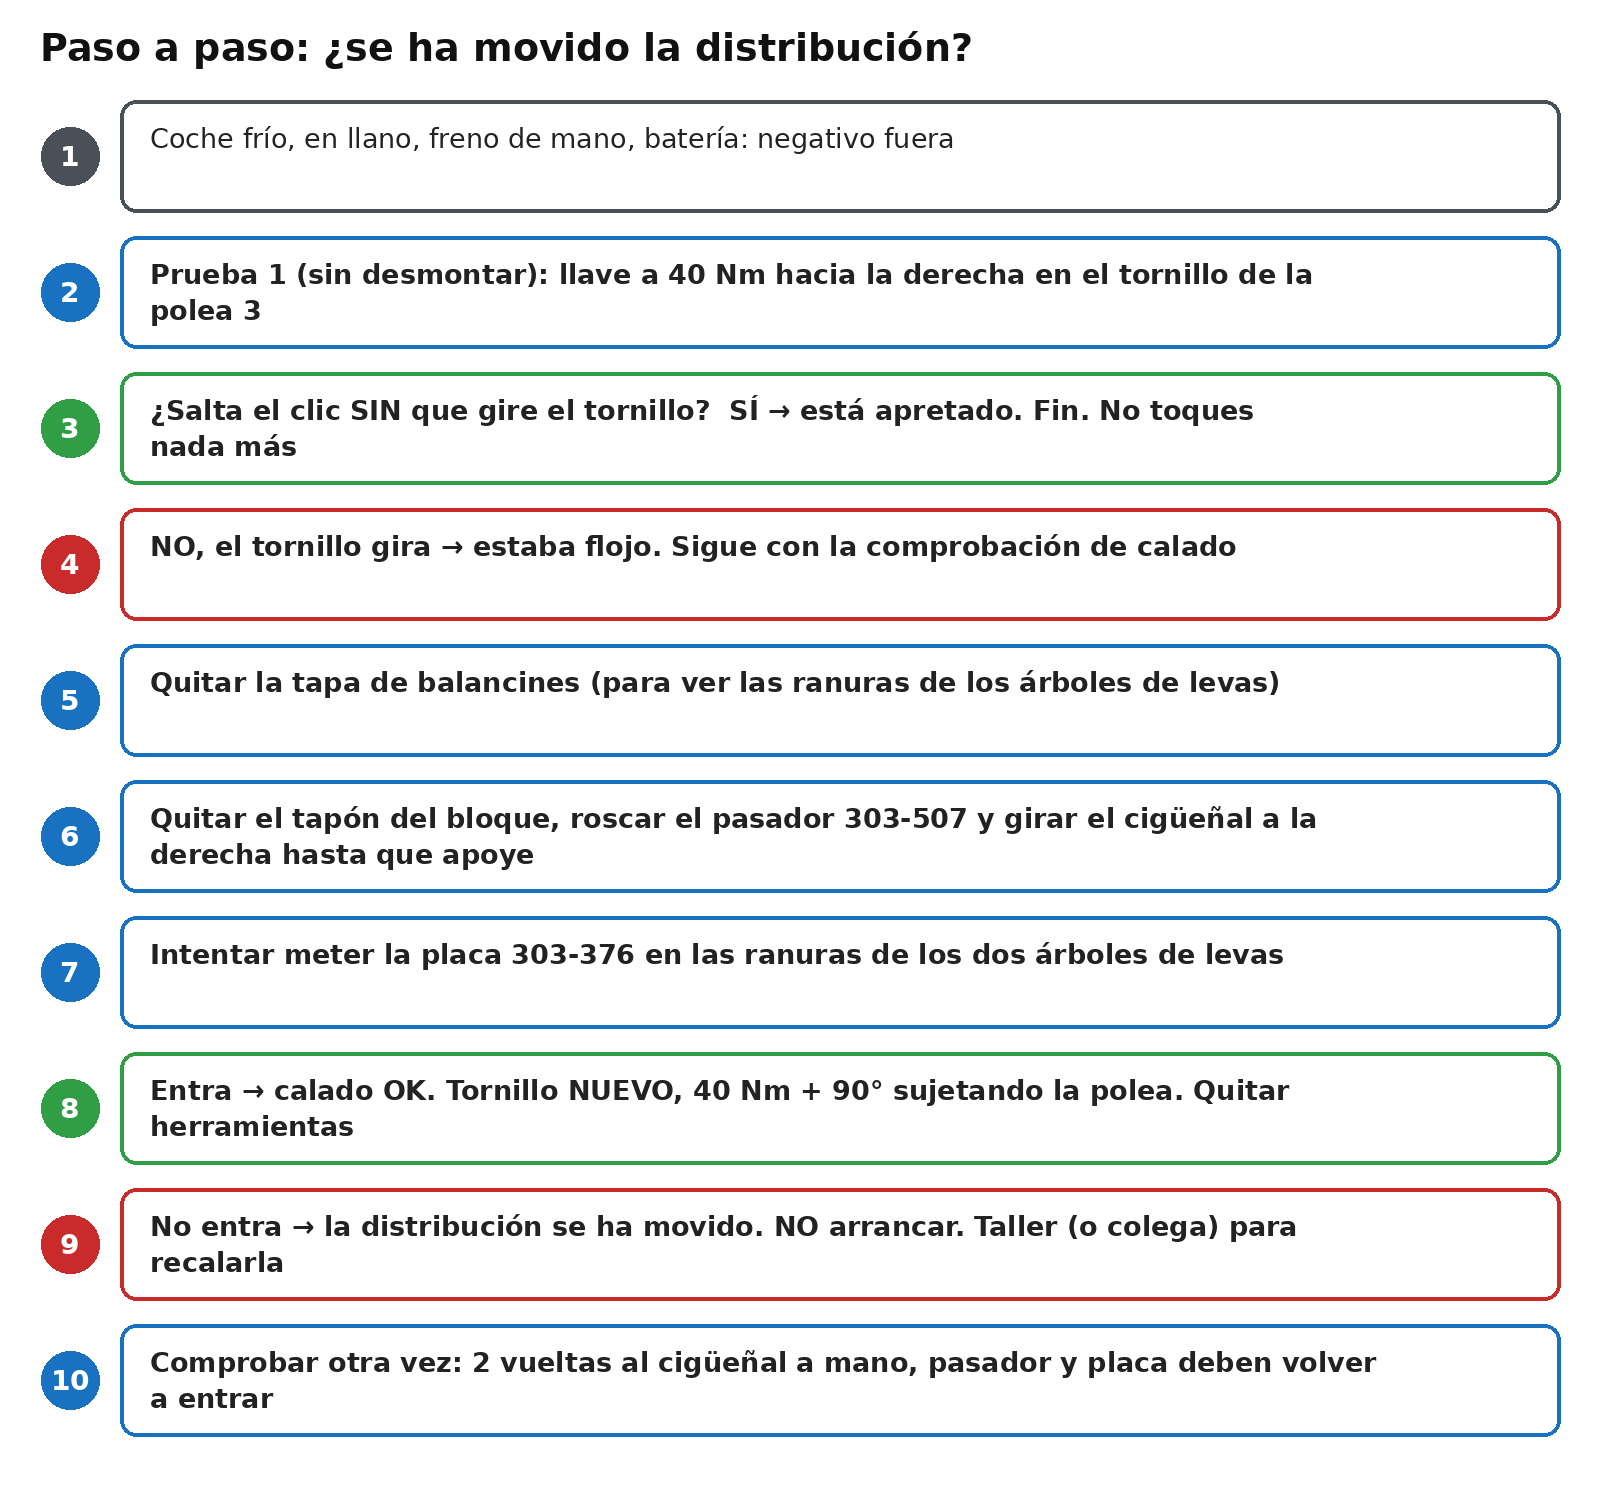 Paso a paso: ¿se ha movido la distribución?
1
Coche frío, en llano, freno de mano, batería: negativo fuera
2
Prueba 1 (sin desmontar): llave a 40 Nm hacia la derecha en el tornillo de la
polea 3
3
¿Salta el clic SIN que gire el tornillo?  SÍ → está apretado. Fin. No toques
nada más
4
NO, el tornillo gira → estaba flojo. Sigue con la comprobación de calado
5
Quitar la tapa de balancines (para ver las ranuras de los árboles de levas)
6
Quitar el tapón del bloque, roscar el pasador 303-507 y girar el cigüeñal a la
derecha hasta que apoye
7
Intentar meter la placa 303-376 en las ranuras de los dos árboles de levas
8
Entra → calado OK. Tornillo NUEVO, 40 Nm + 90° sujetando la polea. Quitar
herramientas
9
No entra → la distribución se ha movido. NO arrancar. Taller (o colega) para
recalarla
10
Comprobar otra vez: 2 vueltas al cigüeñal a mano, pasador y placa deben volver
a entrar